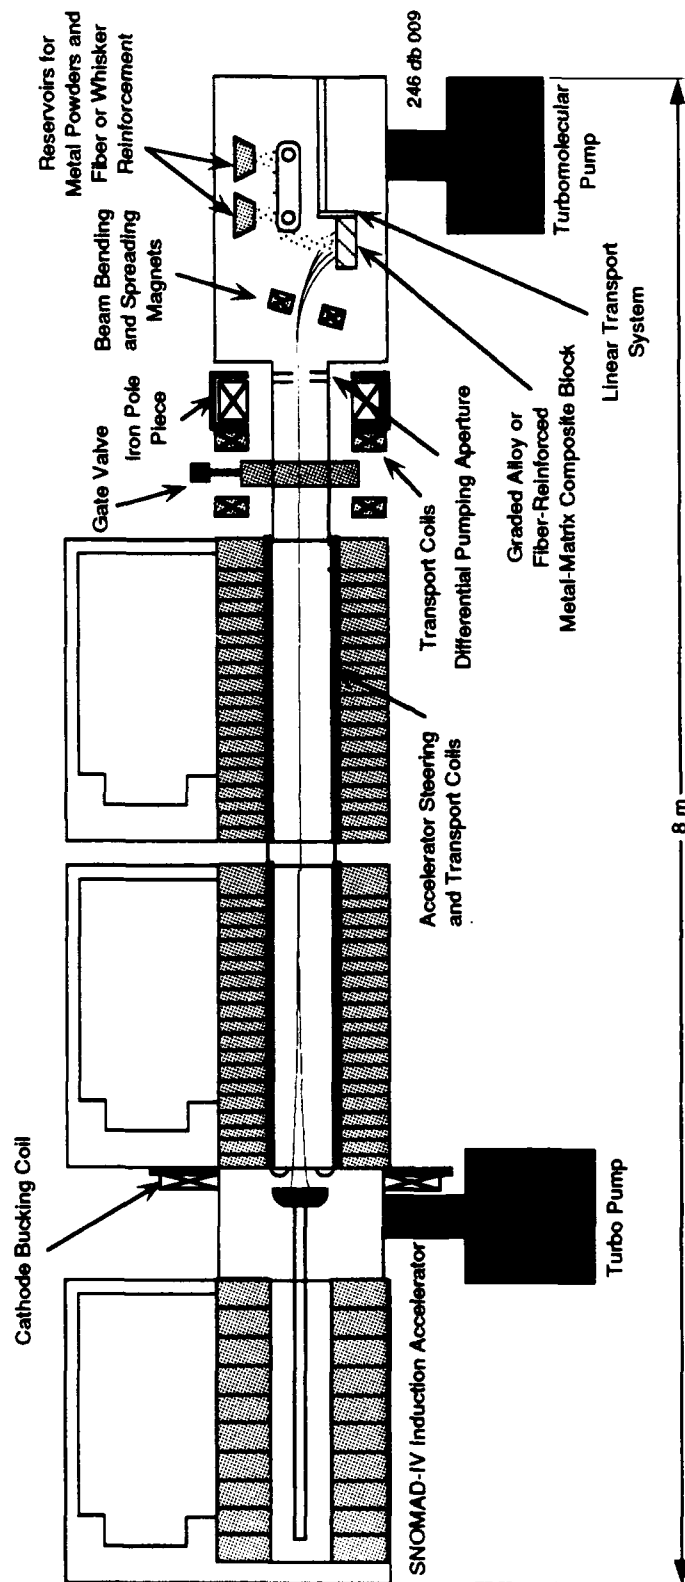 Cathode Bucking Coil
Gate Valve
Iron Pole
Piece
Beam Bending
and Spreading
Magnets
Reservoirs for
Metal Powders and
Fiber or Whisker
Reinforcement
246 db 009
SNOMAD-IV Induction Accelerator
Turbo Pump
Accelerator Steering
and Transport Coils
Transport Coils
Differential Pumping Aperture
Graded Alloy or
Fiber-Reinforced
Metal-Matrix Composite Block
Linear Transport
System
Turbomolecular
Pump
8 m